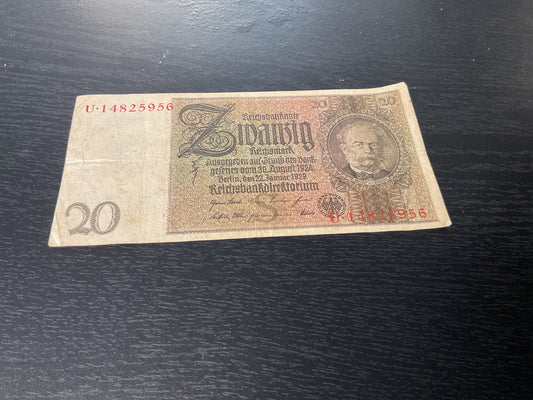 U·14825956
20
Reichsbanknote
Zwanzig
Reichsmark
Ausgegeben auf Grund des Bank-
gesetzes vom 30. August 1924
Berlin, den 22. Januar 1929
Reichsbankdirektorium
20
U·14825956